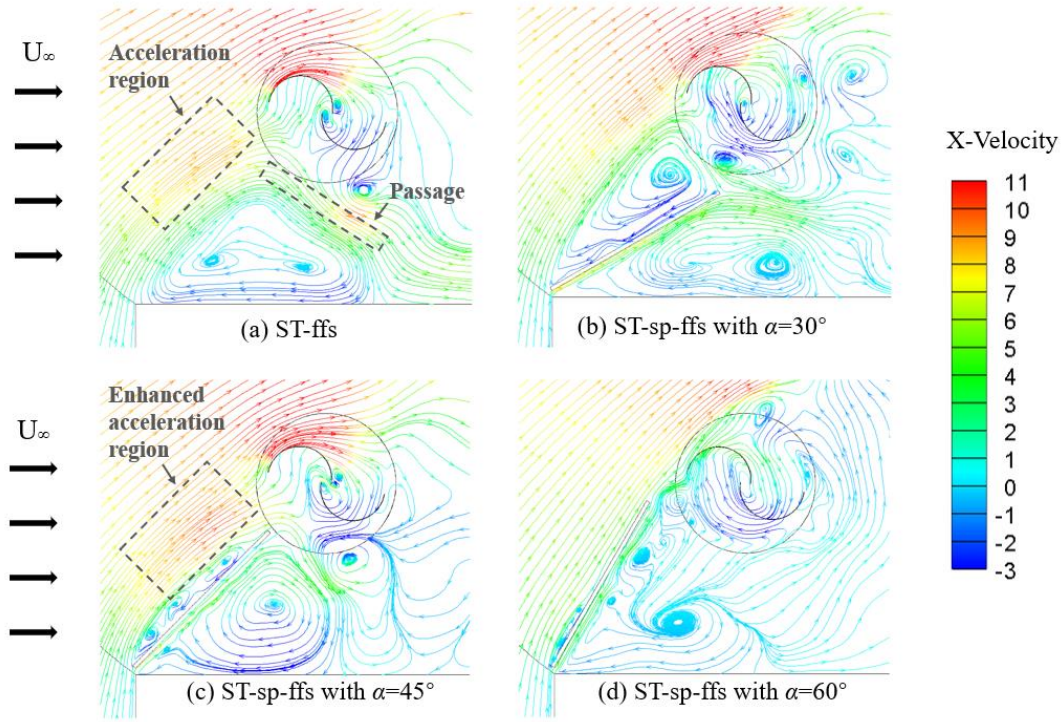 U∞
Acceleration
region
Passage
(a) ST-ffs
(b) ST-sp-ffs with α=30°
X-Velocity
11
10
9
8
7
6
5
4
3
2
1
0
-1
-2
-3
U∞
Enhanced
acceleration
region
(c) ST-sp-ffs with α=45°
(d) ST-sp-ffs with α=60°